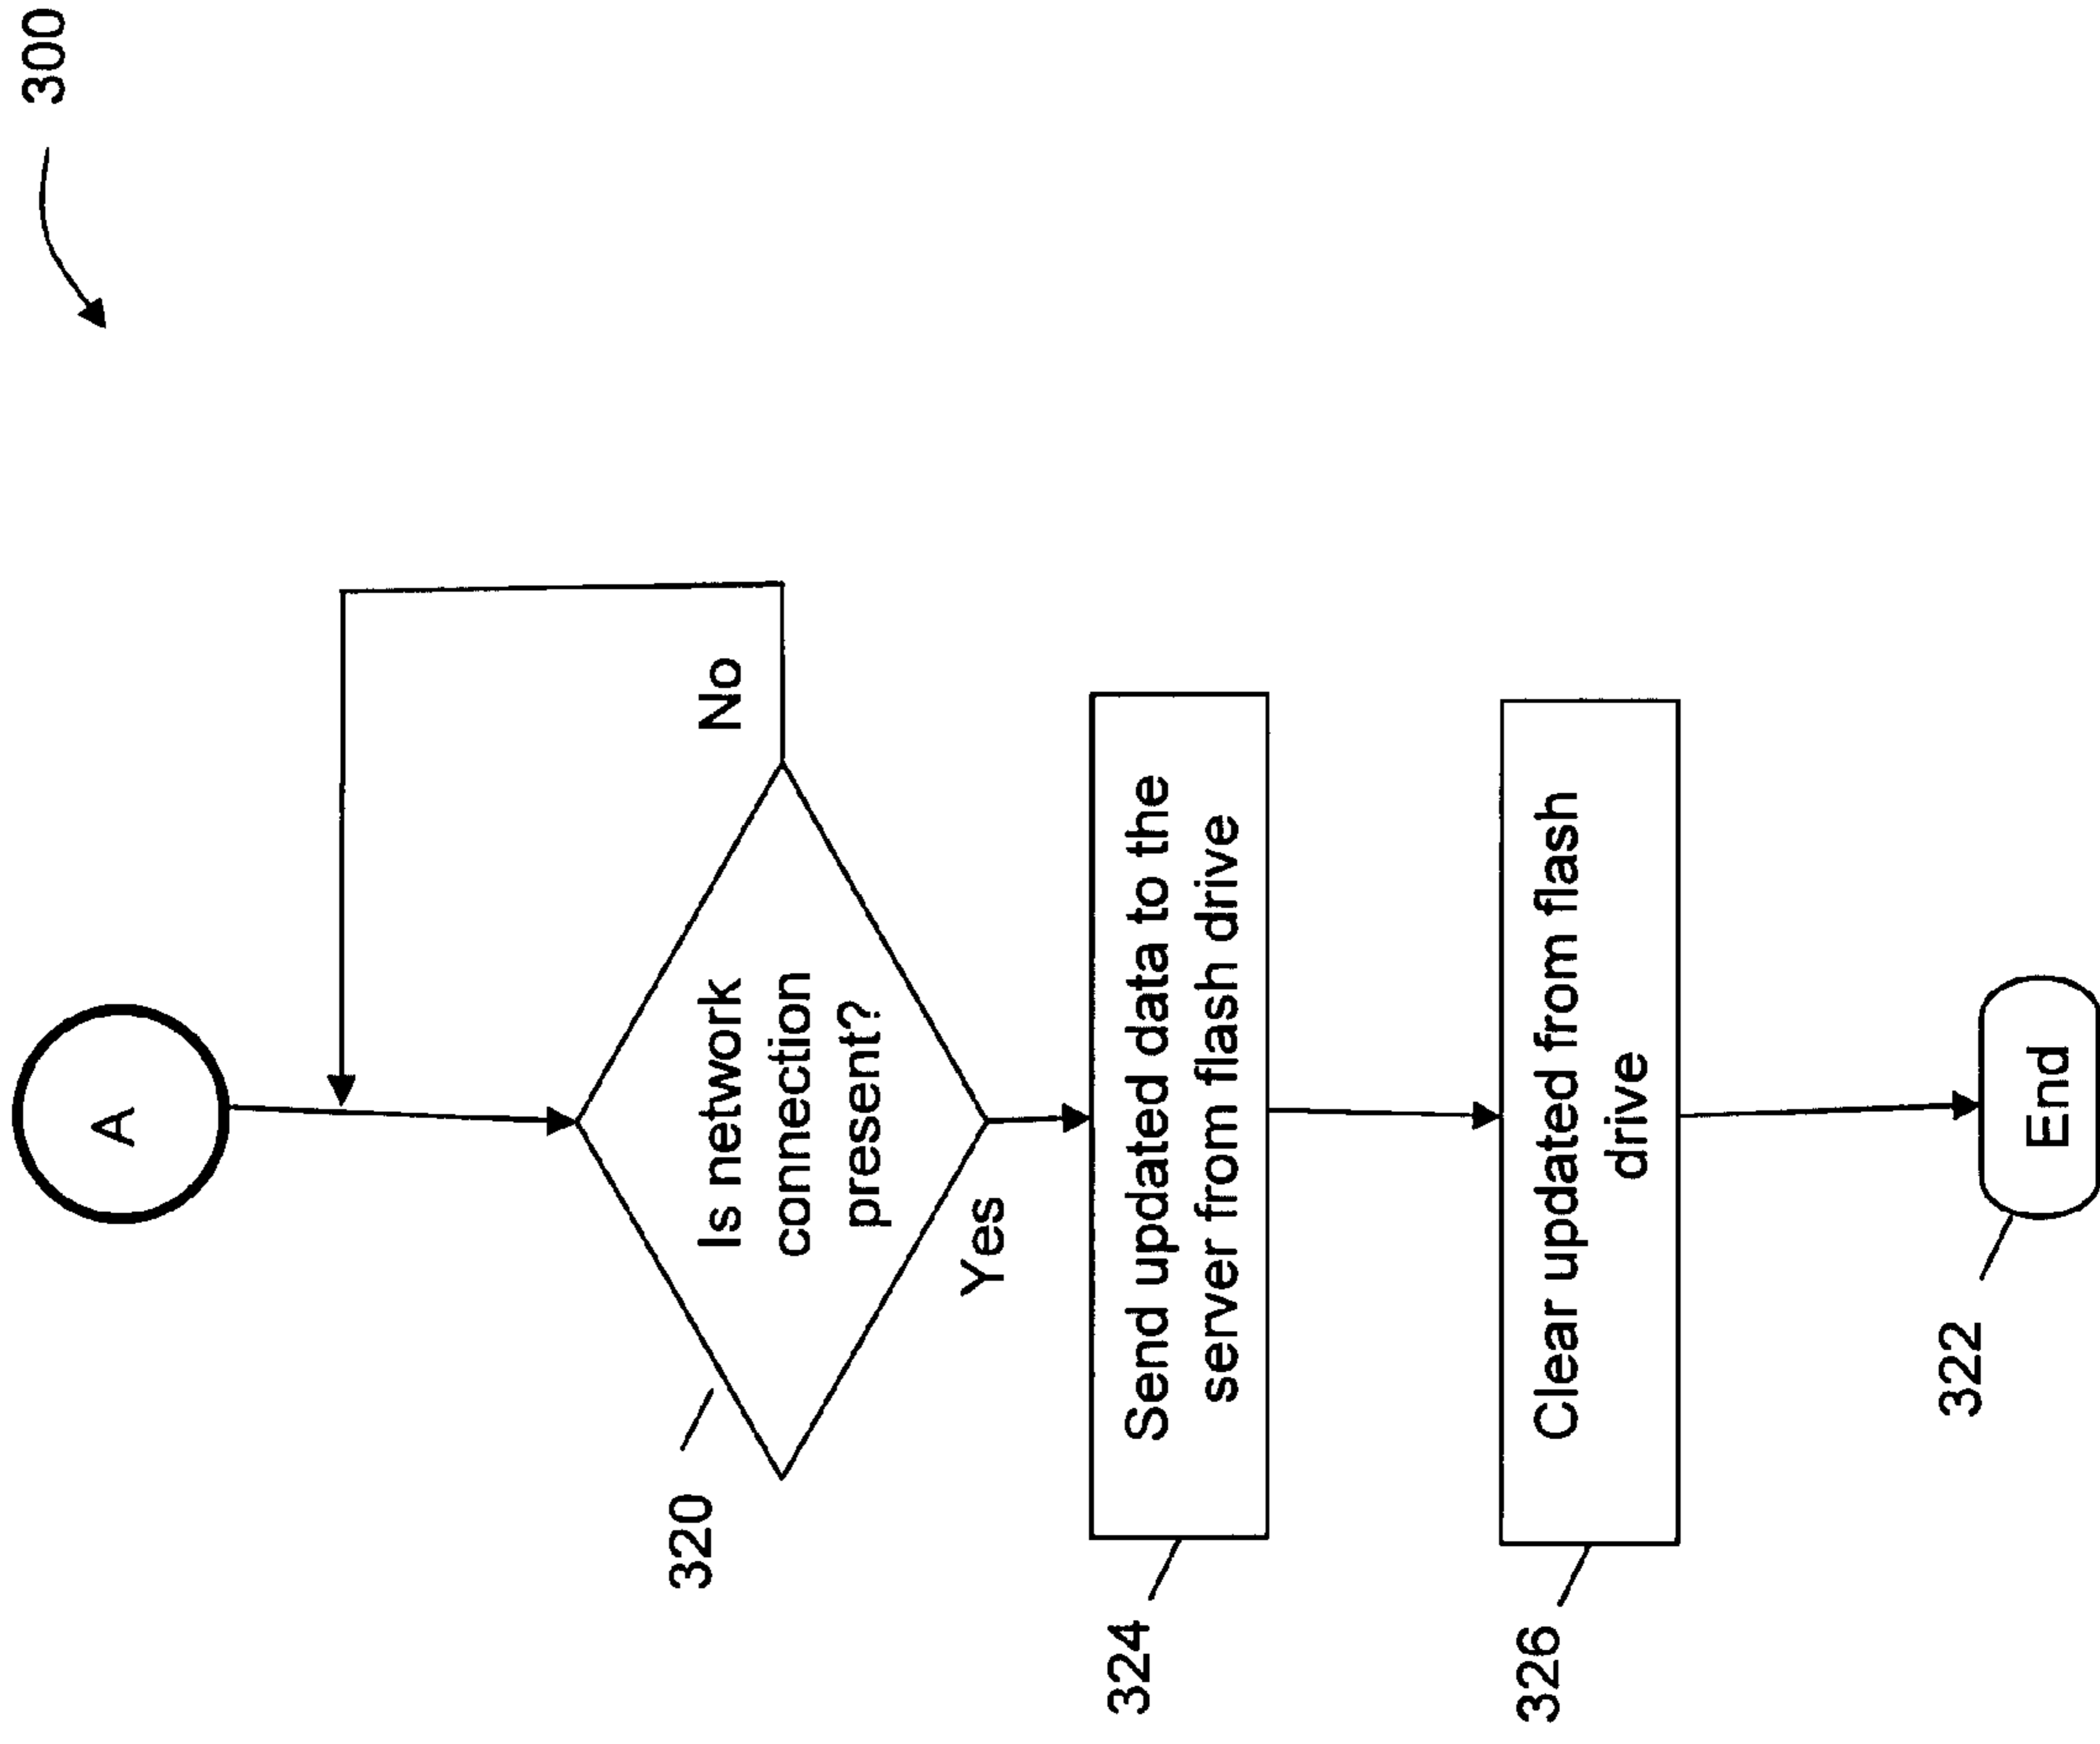 300
A
No
Is network
connection
present?
320
Yes
Send updated data to the
server from flash drive
324
Clear updated from flash
drive
326
End
322